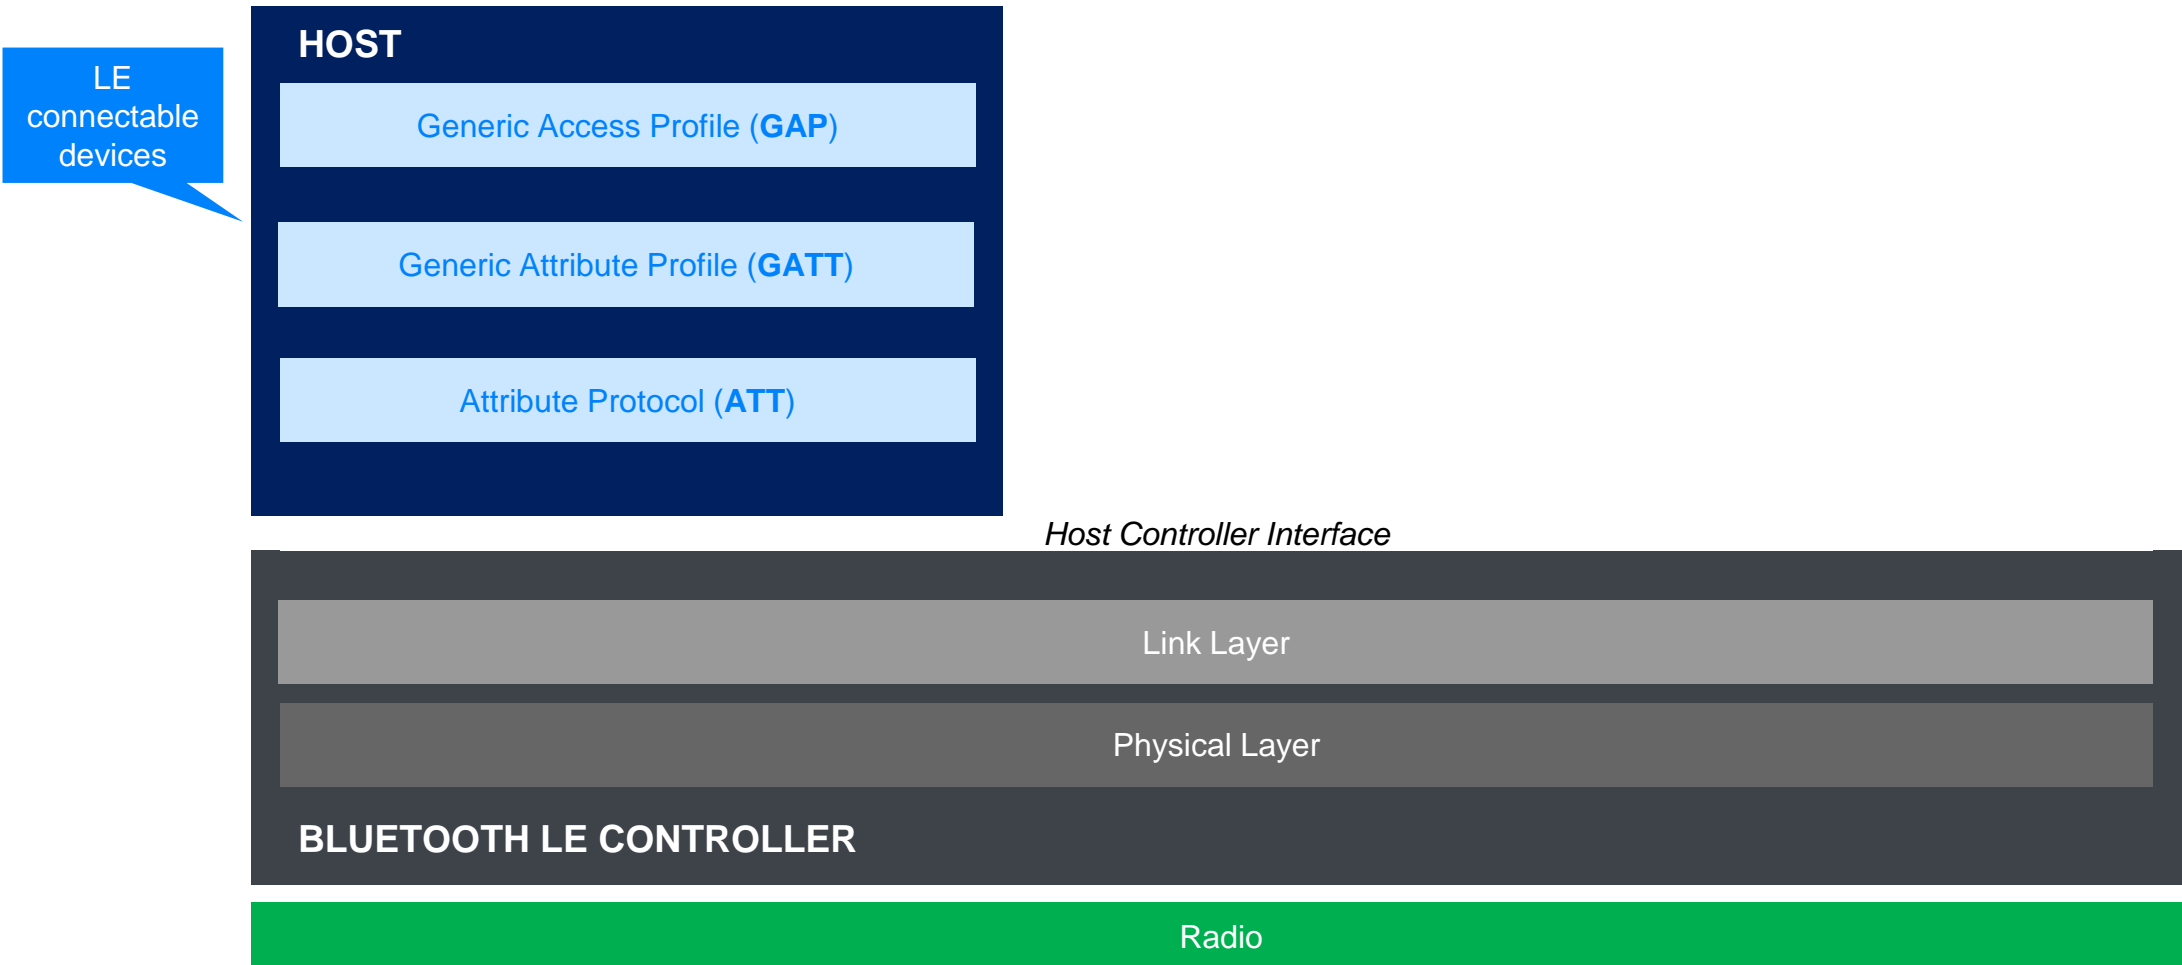 HOST
LE
connectable
devices
Generic Access Profile (GAP)
Generic Attribute Profile (GATT)
Attribute Protocol (ATT)
Host Controller Interface
Link Layer
Physical Layer
BLUETOOTH LE CONTROLLER
Radio